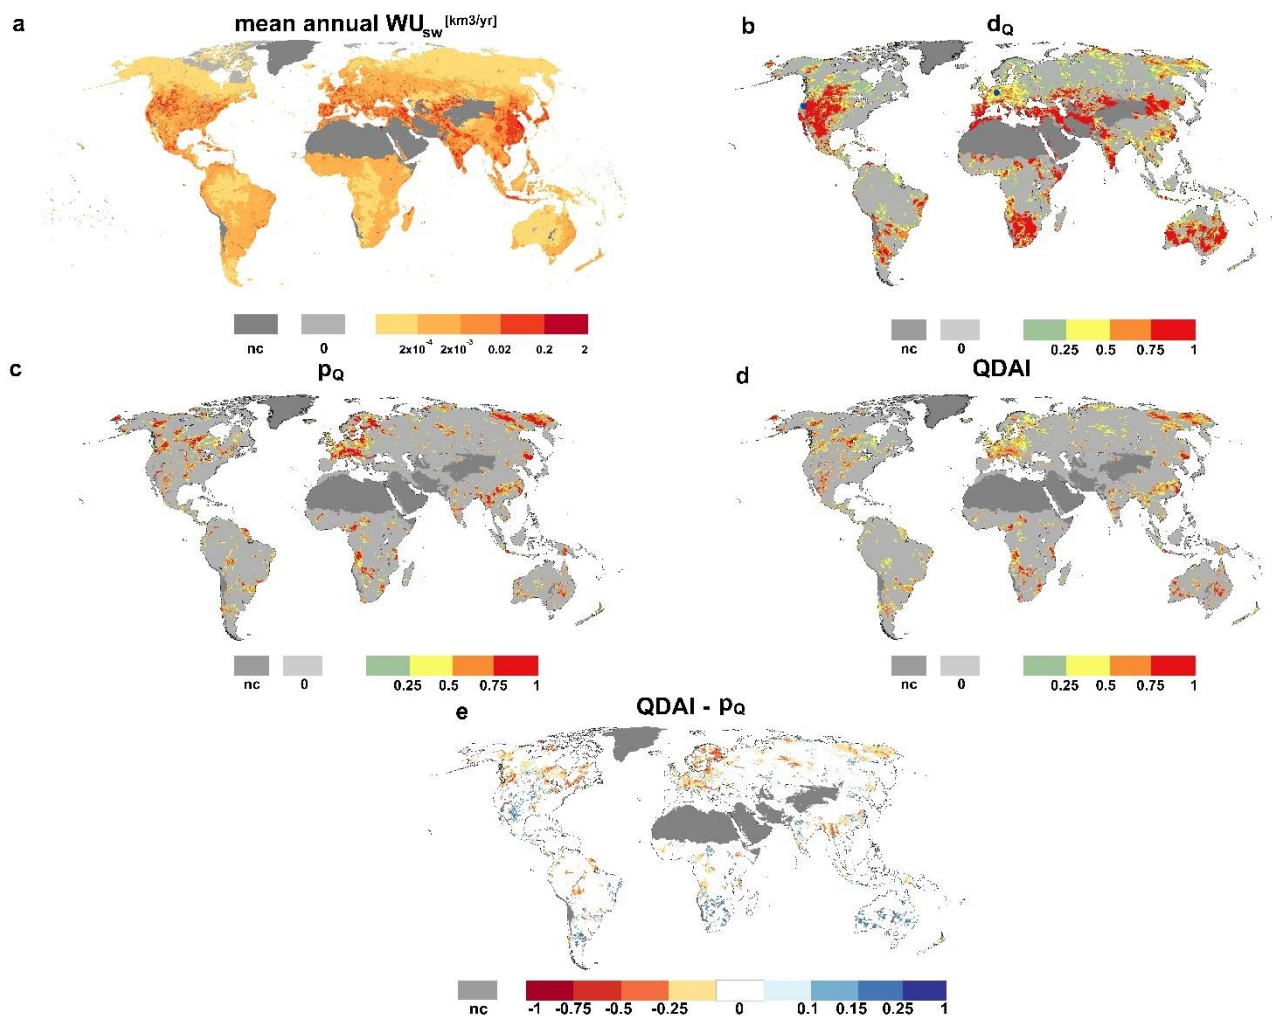 a
mean annual WUsw [km3/yr]
nc 0 2x10-4 2x10-3 0.02 0.2 2
b
dQ
nc 0 0.25 0.5 0.75 1
c
pQ
nc 0 0.25 0.5 0.75 1
d
QDAI
nc 0 0.25 0.5 0.75 1
e
QDAI - pQ
nc -1 -0.75 -0.5 -0.25 0 0.1 0.15 0.25 1